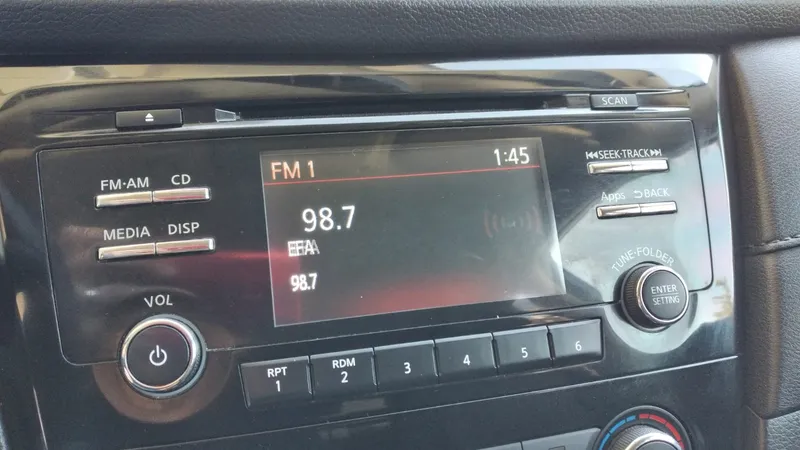 SCAN
FM·AM CD
MEDIA DISP
VOL
FM 1 1:45
98.7
98.7
SEEK·TRACK
Apps BACK
TUNE·FOLDER
ENTER
SETTING
RPT
1
RDM
2
3
4
5
6